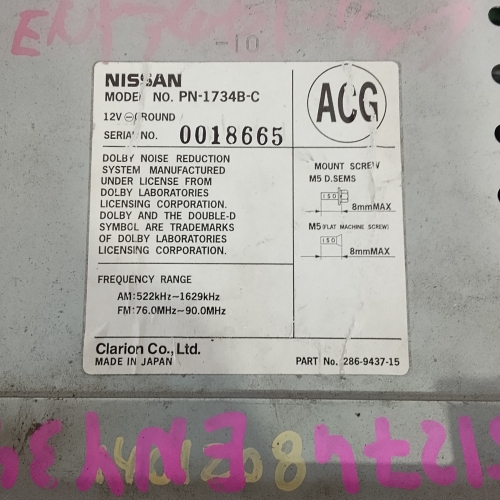 -10
NISSAN
MODEL NO. PN-1734B-C
12V ⊖GROUND
SERIAL NO. 0018665
ACG
DOLBY NOISE REDUCTION
SYSTEM MANUFACTURED
UNDER LICENSE FROM
DOLBY LABORATORIES
LICENSING CORPORATION.
DOLBY AND THE DOUBLE-D
SYMBOL ARE TRADEMARKS
OF DOLBY LABORATORIES
LICENSING CORPORATION.
MOUNT SCREW
M5 D.SEMS
ISO
8mmMAX
M5 (FLAT MACHINE SCREW)
ISO
8mmMAX
FREQUENCY RANGE
AM:522kHz~1629kHz
FM:76.0MHz~90.0MHz
Clarion Co., Ltd.
MADE IN JAPAN
PART No. 286-9437-15